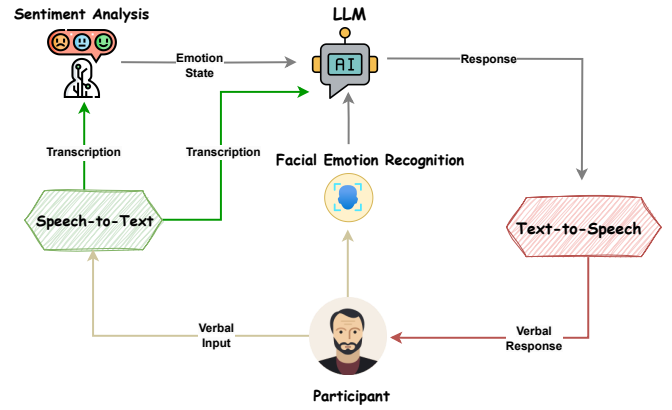 Sentiment Analysis
LLM
AI
Emotion
State
Response
Transcription
Transcription
Facial Emotion Recognition
Speech-to-Text
Text-to-Speech
Verbal
Input
Verbal
Response
Participant